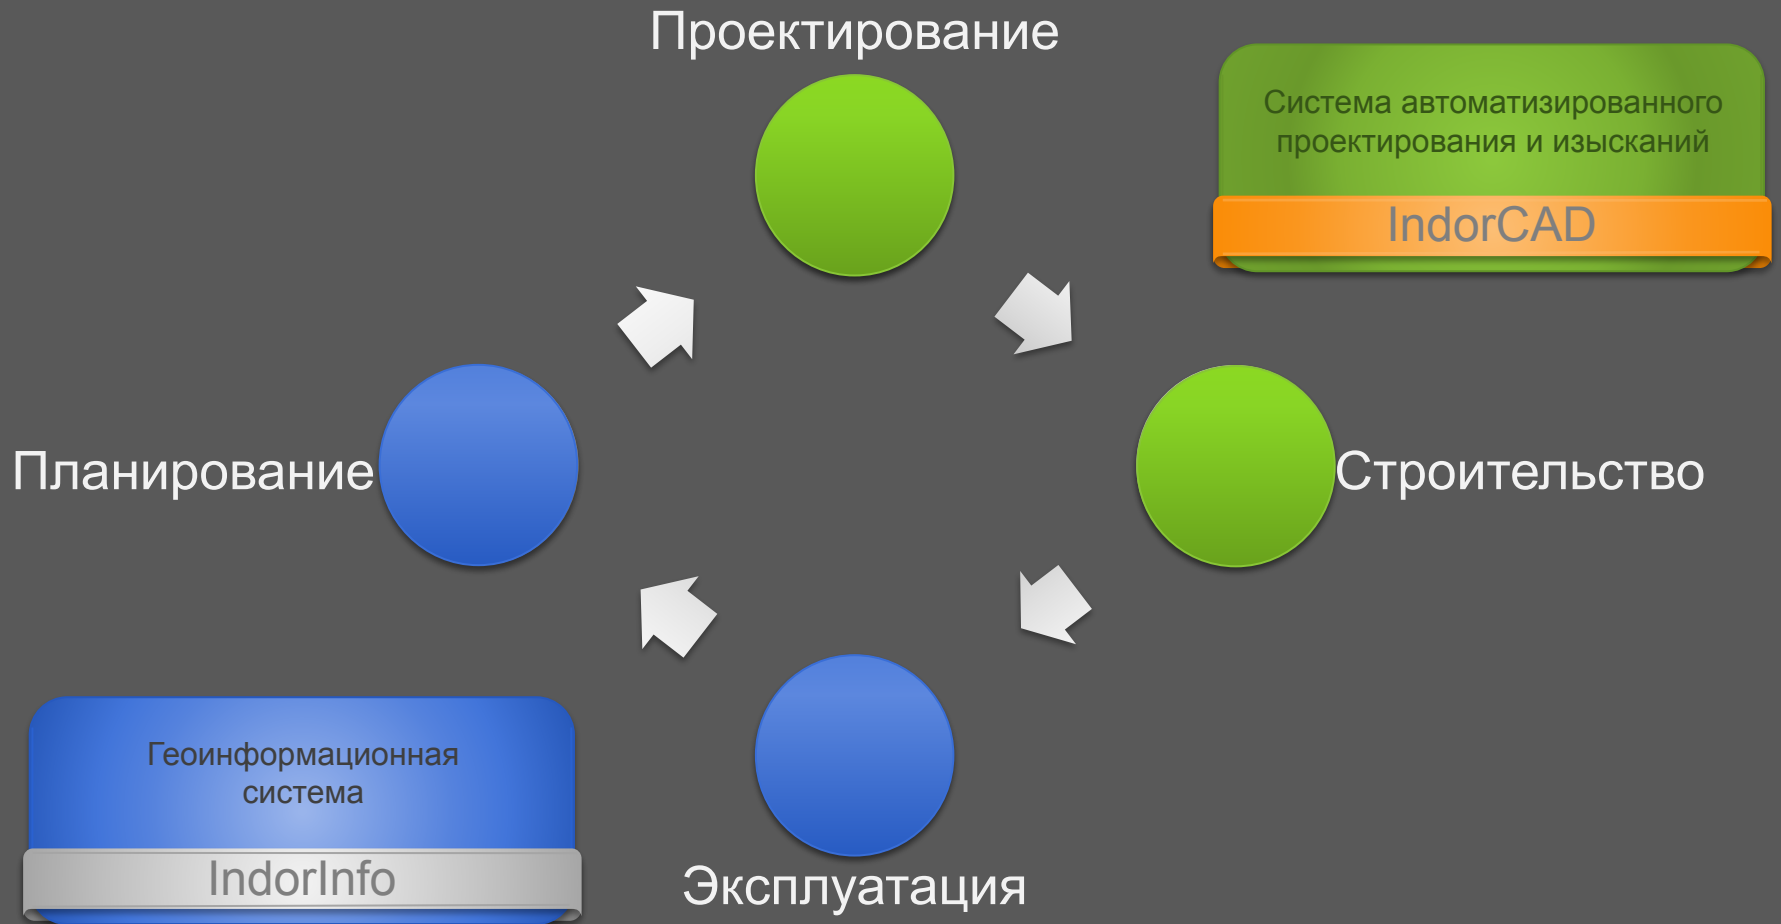 Проектирование
Система автоматизированного
проектирования и изысканий
IndorCAD
Планирование
Строительство
Геоинформационная
система
IndorInfo
Эксплуатация